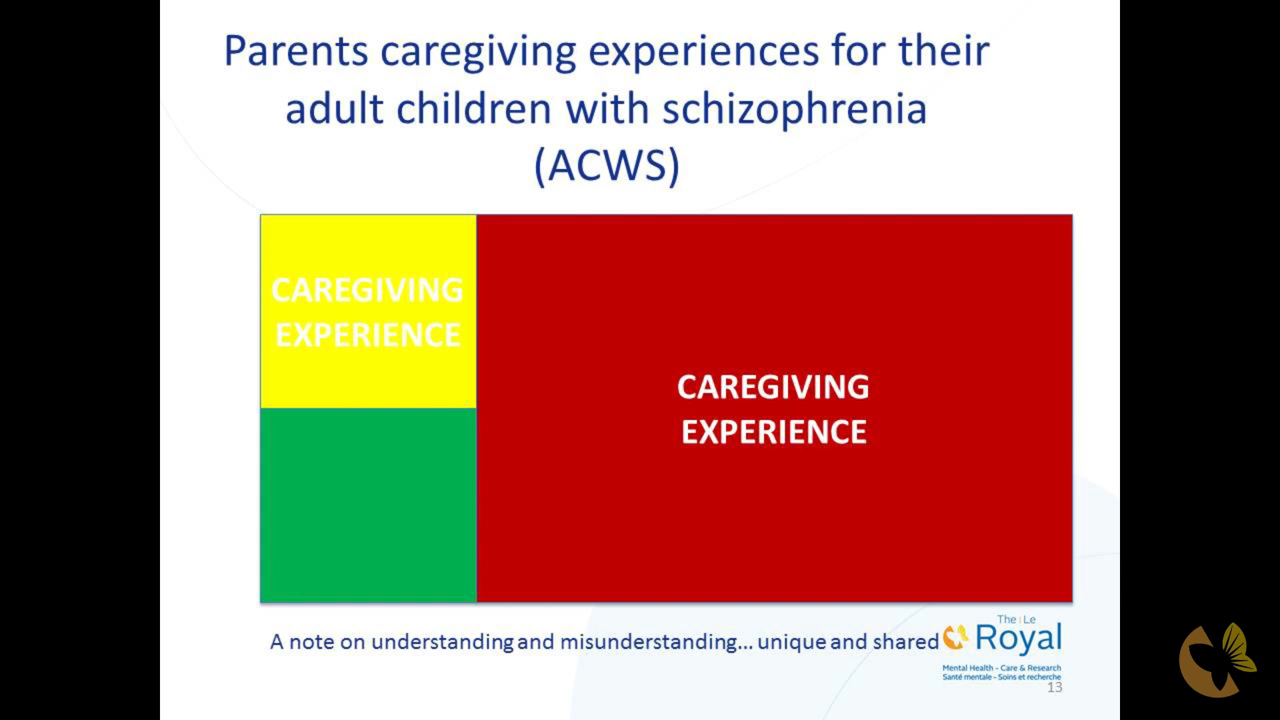 Parents caregiving experiences for their
adult children with schizophrenia
(ACWS)
CAREGIVING
EXPERIENCE
CAREGIVING
EXPERIENCE
A note on understanding and misunderstanding... unique and shared
The | Le
Royal
Mental Health - Care & Research
Santé mentale - Soins et recherche
13